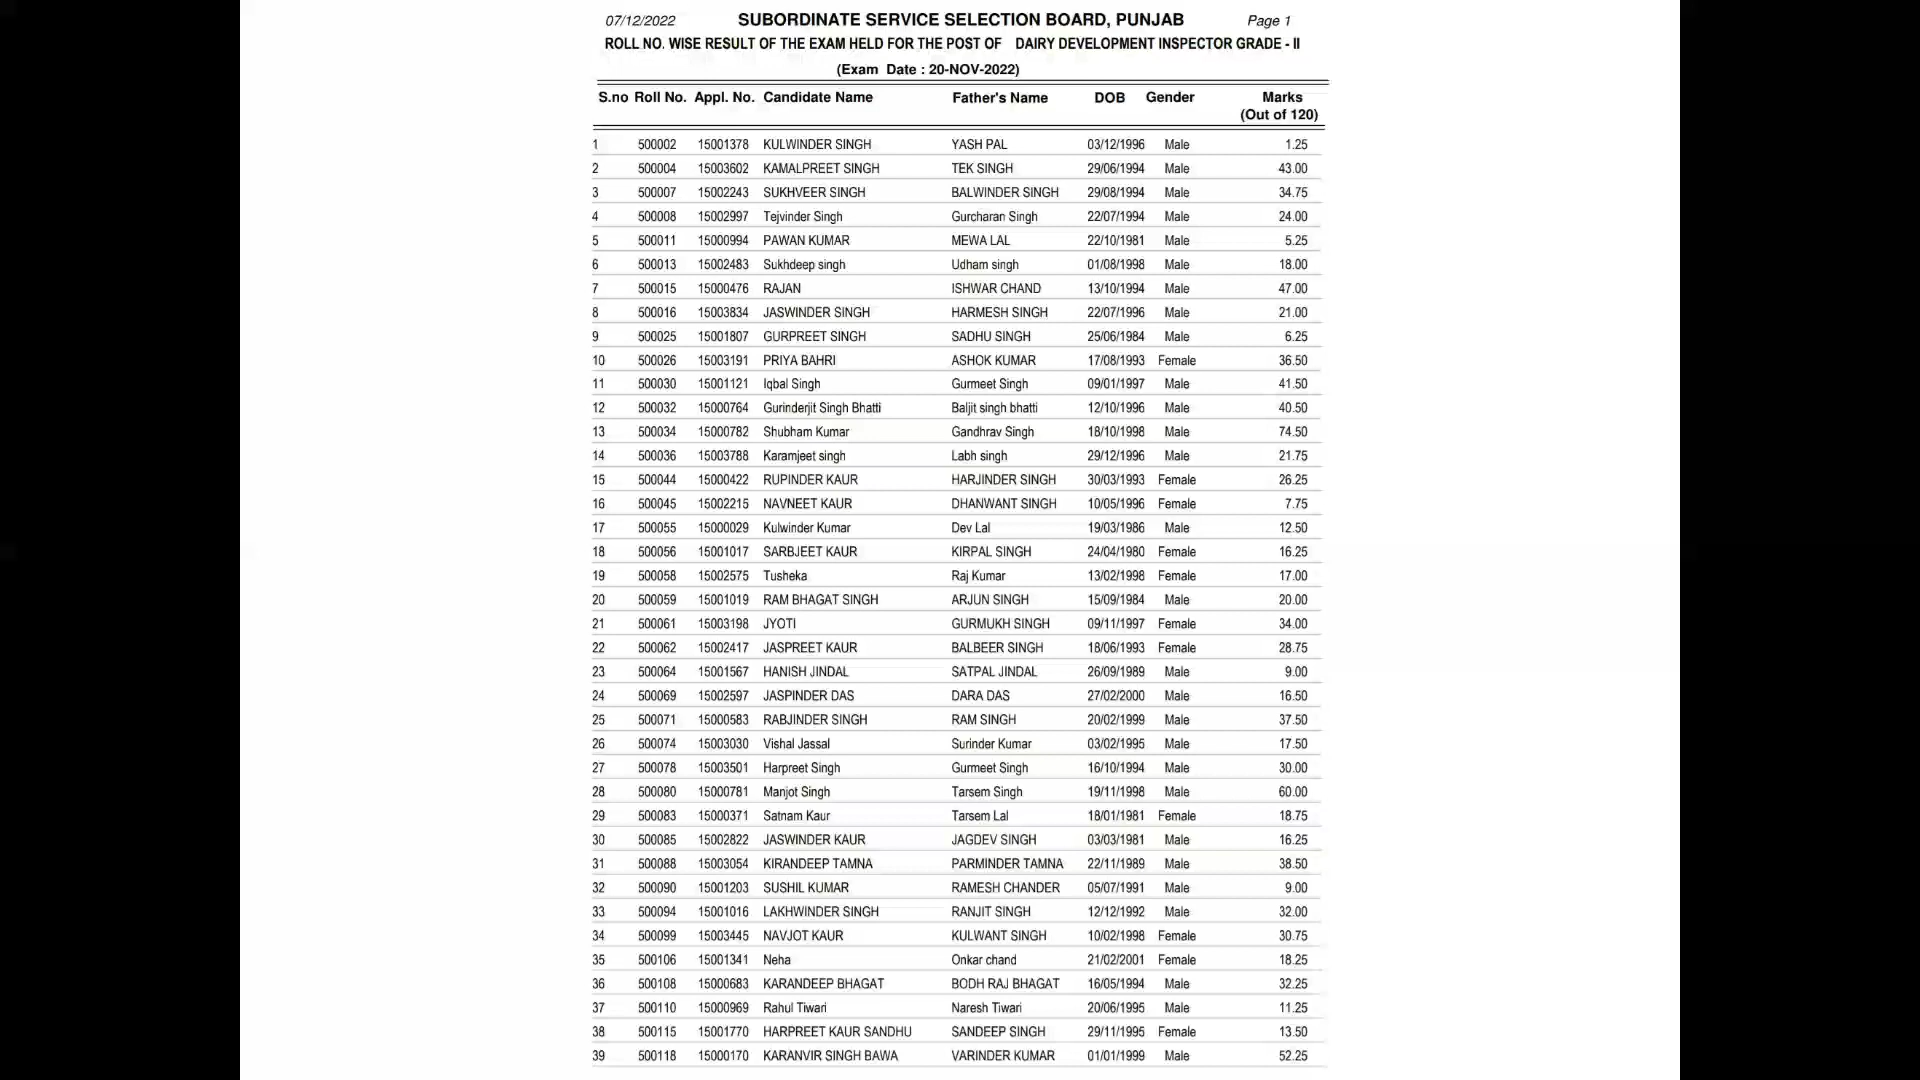 07/12/2022 SUBORDINATE SERVICE SELECTION BOARD, PUNJAB Page 1
ROLL NO. WISE RESULT OF THE EXAM HELD FOR THE POST OF DAIRY DEVELOPMENT INSPECTOR GRADE - II
(Exam Date : 20-NOV-2022)
S.no Roll No. Appl. No. Candidate Name Father's Name DOB Gender Marks
(Out of 120)
1 500002 15001378 KULWINDER SINGH YASH PAL 03/12/1996 Male 1.25
2 500004 15003602 KAMALPREET SINGH TEK SINGH 29/06/1994 Male 43.00
3 500007 15002243 SUKHVEER SINGH BALWINDER SINGH 29/08/1994 Male 34.75
4 500008 15002997 Tejvinder Singh Gurcharan Singh 22/07/1994 Male 24.00
5 500011 15000994 PAWAN KUMAR MEWA LAL 22/10/1981 Male 5.25
6 500013 15002483 Sukhdeep singh Udham singh 01/08/1998 Male 18.00
7 500015 15000476 RAJAN ISHWAR CHAND 13/10/1994 Male 47.00
8 500016 15003834 JASWINDER SINGH HARMESH SINGH 22/07/1996 Male 21.00
9 500025 15001807 GURPREET SINGH SADHU SINGH 25/06/1984 Male 6.25
10 500026 15003191 PRIYA BAHRI ASHOK KUMAR 17/08/1993 Female 36.50
11 500030 15001121 Iqbal Singh Gurmeet Singh 09/01/1997 Male 41.50
12 500032 15000764 Gurinderjit Singh Bhatti Baljit singh bhatti 12/10/1996 Male 40.50
13 500034 15000782 Shubham Kumar Gandhrav Singh 18/10/1998 Male 74.50
14 500036 15003788 Karamjeet singh Labh singh 29/12/1996 Male 21.75
15 500044 15000422 RUPINDER KAUR HARJINDER SINGH 30/03/1993 Female 26.25
16 500045 15002215 NAVNEET KAUR DHANWANT SINGH 10/05/1996 Female 7.75
17 500055 15000029 Kulwinder Kumar Dev Lal 19/03/1986 Male 12.50
18 500056 15001017 SARBJEET KAUR KIRPAL SINGH 24/04/1980 Female 16.25
19 500058 15002575 Tusheka Raj Kumar 13/02/1998 Female 17.00
20 500059 15001019 RAM BHAGAT SINGH ARJUN SINGH 15/09/1984 Male 20.00
21 500061 15003198 JYOTI GURMUKH SINGH 09/11/1997 Female 34.00
22 500062 15002417 JASPREET KAUR BALBEER SINGH 18/06/1993 Female 28.75
23 500064 15001567 HANISH JINDAL SATPAL JINDAL 26/09/1989 Male 9.00
24 500069 15002597 JASPINDER DAS DARA DAS 27/02/2000 Male 16.50
25 500071 15000583 RABJINDER SINGH RAM SINGH 20/02/1999 Male 37.50
26 500074 15003030 Vishal Jassal Surinder Kumar 03/02/1995 Male 17.50
27 500078 15003501 Harpreet Singh Gurmeet Singh 16/10/1994 Male 30.00
28 500080 15000781 Manjot Singh Tarsem Singh 19/11/1998 Male 60.00
29 500083 15000371 Satnam Kaur Tarsem Lal 18/01/1981 Female 18.75
30 500085 15002822 JASWINDER KAUR JAGDEV SINGH 03/03/1981 Male 16.25
31 500088 15003054 KIRANDEEP TAMNA PARMINDER TAMNA 22/11/1989 Male 38.50
32 500090 15001203 SUSHIL KUMAR RAMESH CHANDER 05/07/1991 Male 9.00
33 500094 15001016 LAKHWINDER SINGH RANJIT SINGH 12/12/1992 Male 32.00
34 500099 15003445 NAVJOT KAUR KULWANT SINGH 10/02/1998 Female 30.75
35 500106 15001341 Neha Onkar chand 21/02/2001 Female 18.25
36 500108 15000683 KARANDEEP BHAGAT BODH RAJ BHAGAT 16/05/1994 Male 32.25
37 500110 15000969 Rahul Tiwari Naresh Tiwari 20/06/1995 Male 11.25
38 500115 15001770 HARPREET KAUR SANDHU SANDEEP SINGH 29/11/1995 Female 13.50
39 500118 15000170 KARANVIR SINGH BAWA VARINDER KUMAR 01/01/1999 Male 52.25